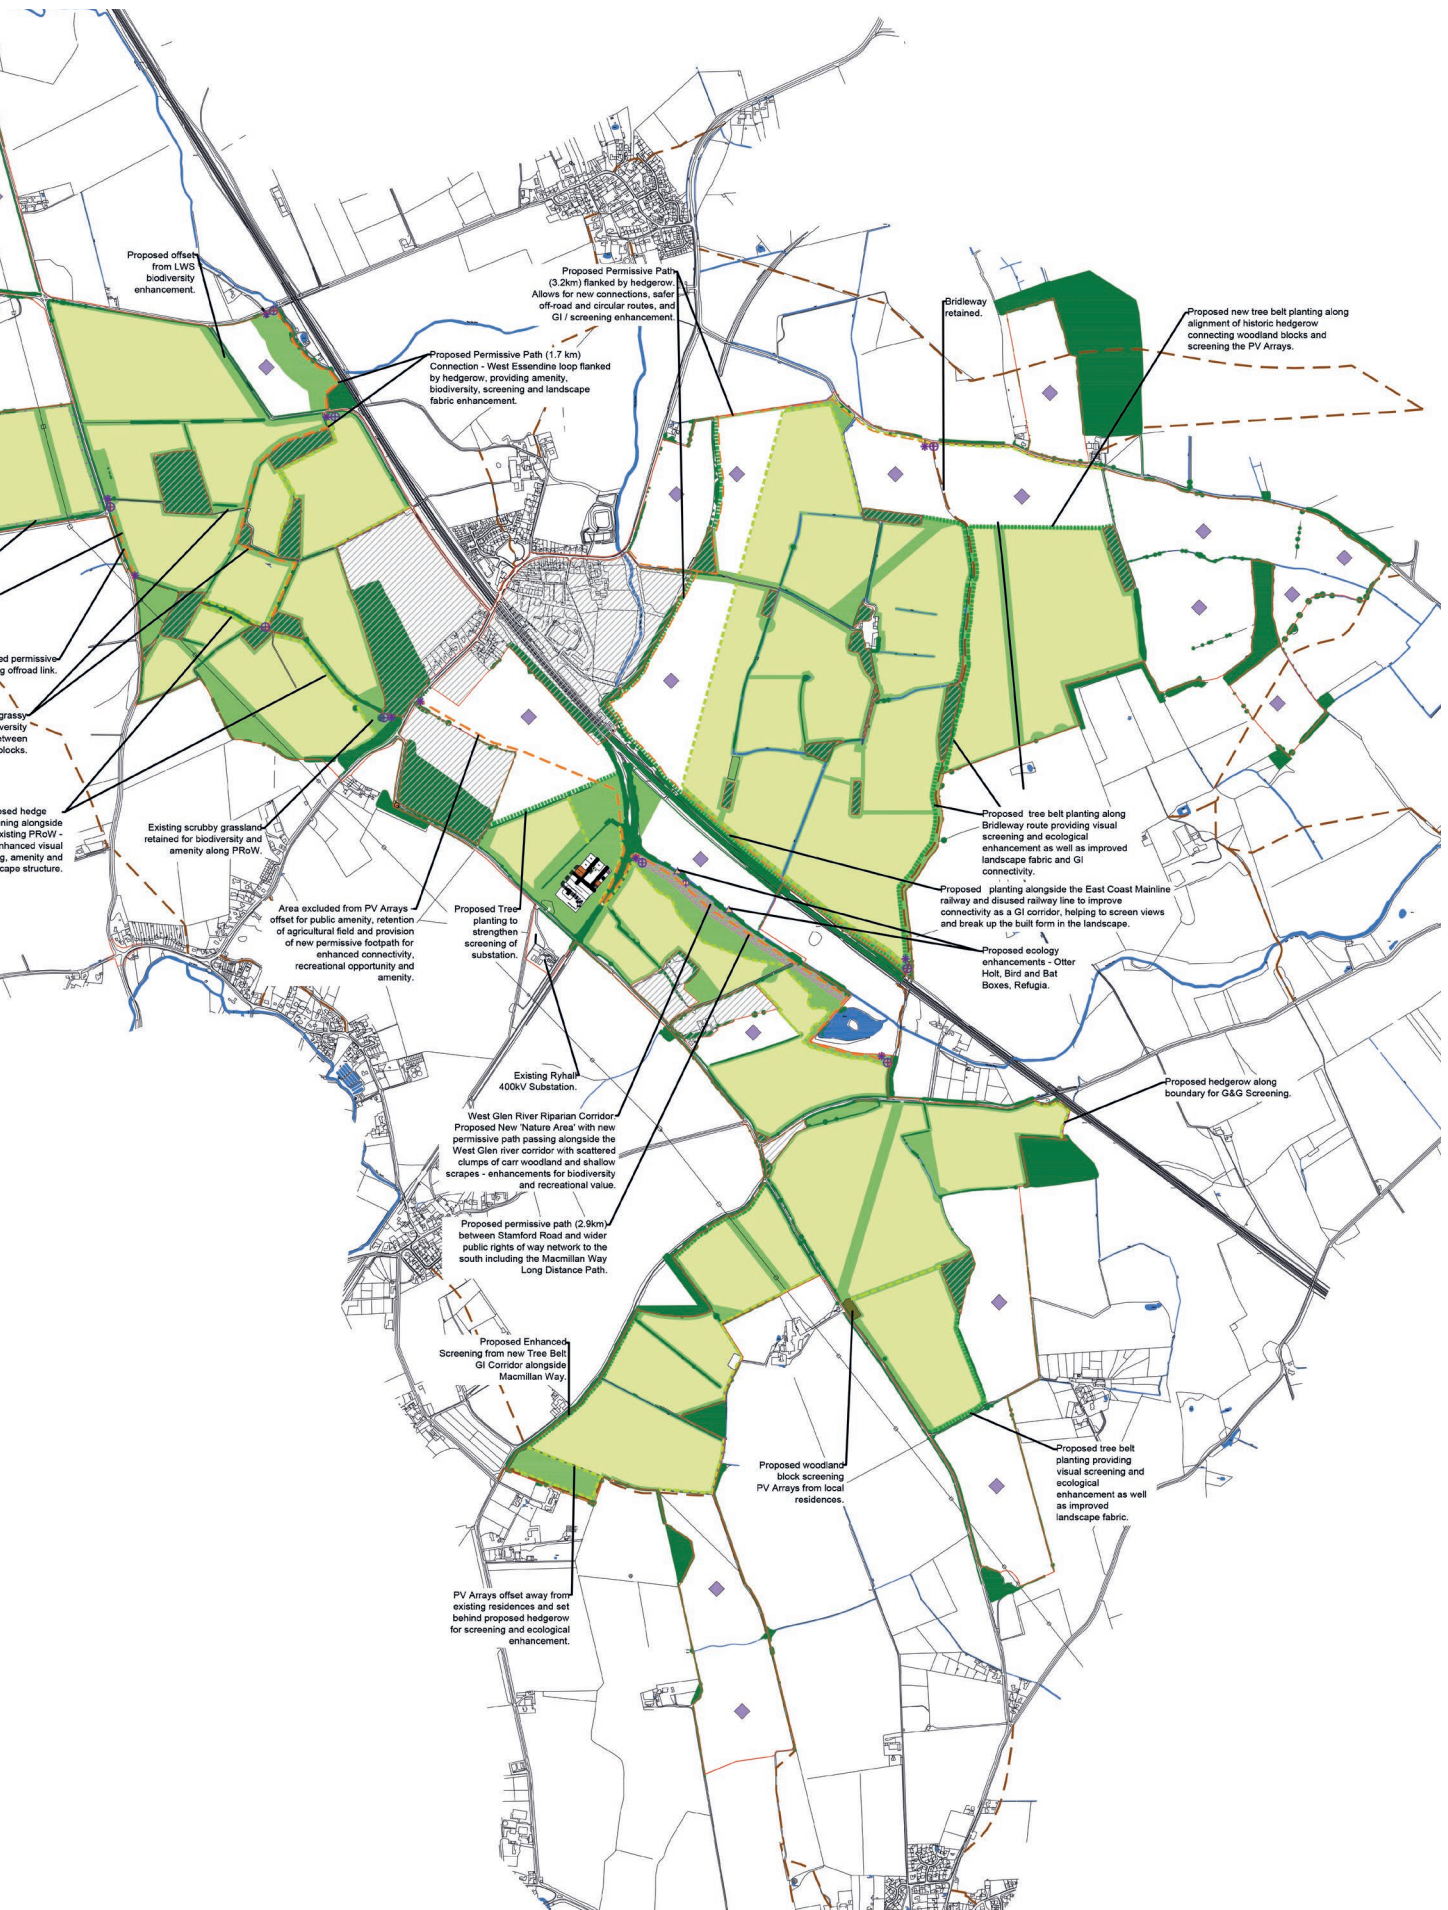 Proposed offset
from LWS
biodiversity
enhancement.
Proposed Permissive Path
(3.2km) flanked by hedgerow.
Allows for new connections, safer
off-road and circular routes, and
GI / screening enhancement.
Bridleway
retained.
Proposed new tree belt planting along
alignment of historic hedgerow
connecting woodland blocks and
screening the PV Arrays.
Proposed Permissive Path (1.7 km)
Connection - West Essendine loop flanked
by hedgerow, providing amenity,
biodiversity, screening and landscape
fabric enhancement.
ed permissive
g offroad link.
grassy
versity
etween
blocks.
osed hedge
ening alongside
xisting PRoW -
nhanced visual
g, amenity and
cape structure.
Existing scrubby grassland
retained for biodiversity and
amenity along PRoW.
Area excluded from PV Arrays
offset for public amenity, retention
of agricultural field and provision
of new permissive footpath for
enhanced connectivity,
recreational opportunity and
amenity.
Proposed Tree
planting to
strengthen
screening of
substation.
Proposed tree belt planting along
Bridleway route providing visual
screening and ecological
enhancement as well as improved
landscape fabric and GI
connectivity.
Proposed planting alongside the East Coast Mainline
railway and disused railway line to improve
connectivity as a GI corridor, helping to screen views
and break up the built form in the landscape.
Proposed ecology
enhancements - Otter
Holt, Bird and Bat
Boxes, Refugia.
Existing Ryhall
400kV Substation.
Proposed hedgerow along
boundary for G&G Screening.
West Glen River Riparian Corridor:
Proposed New 'Nature Area' with new
permissive path passing alongside the
West Glen river corridor with scattered
clumps of carr woodland and shallow
scrapes - enhancements for biodiversity
and recreational value.
Proposed permissive path (2.9km)
between Stamford Road and wider
public rights of way network to the
south including the Macmillan Way
Long Distance Path.
Proposed Enhanced
Screening from new Tree Belt
GI Corridor alongside
Macmillan Way.
Proposed woodland
block screening
PV Arrays from local
residences.
Proposed tree belt
planting providing
visual screening and
ecological
enhancement as well
as improved
landscape fabric.
PV Arrays offset away from
existing residences and set
behind proposed hedgerow
for screening and ecological
enhancement.